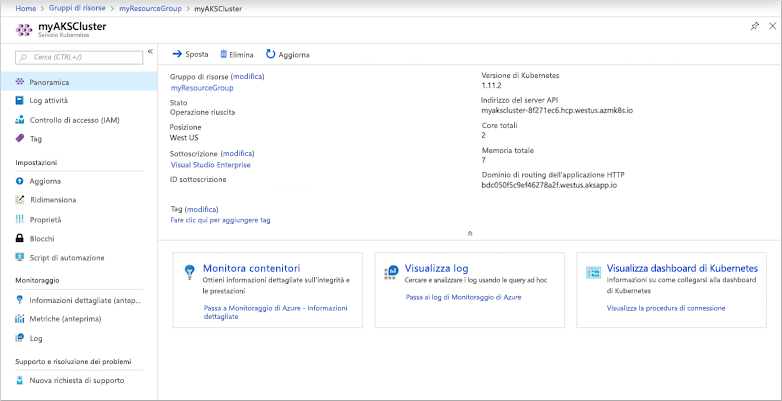 Home > Gruppi di risorse > myResourceGroup > myAKSCluster
myAKSCluster
Servizio Kubernetes
Cerca (CTRL+/)
Panoramica
Log attività
Controllo di accesso (IAM)
Tag
Impostazioni
Aggiorna
Ridimensiona
Proprietà
Blocchi
Script di automazione
Monitoraggio
Informazioni dettagliate (antep...
Metriche (anteprima)
Log
Supporto e risoluzione dei problemi
Nuova richiesta di supporto
Sposta Elimina Aggiorna
Gruppo di risorse (modifica)
myResourceGroup
Stato
Operazione riuscita
Posizione
West US
Sottoscrizione (modifica)
Visual Studio Enterprise
ID sottoscrizione
Tag (modifica)
Fare clic qui per aggiungere tag
Versione di Kubernetes
1.11.2
Indirizzo del server API
myakscluster-8f271ec6.hcp.westus.azmk8s.io
Core totali
2
Memoria totale
7
Dominio di routing dell'applicazione HTTP
bdc050f5c9ef46278a2f.westus.aksapp.io
Monitora contenitori
Ottieni informazioni dettagliate sull'integrità e
le prestazioni
Passa a Monitoraggio di Azure - Informazioni
dettagliate
Visualizza log
Cercare e analizzare i log usando le query ad hoc
Passa ai log di Monitoraggio di Azure
Visualizza dashboard di Kubernetes
Informazioni su come collegarsi alla dashboard
di Kubernetes
Visualizza la procedura di connessione